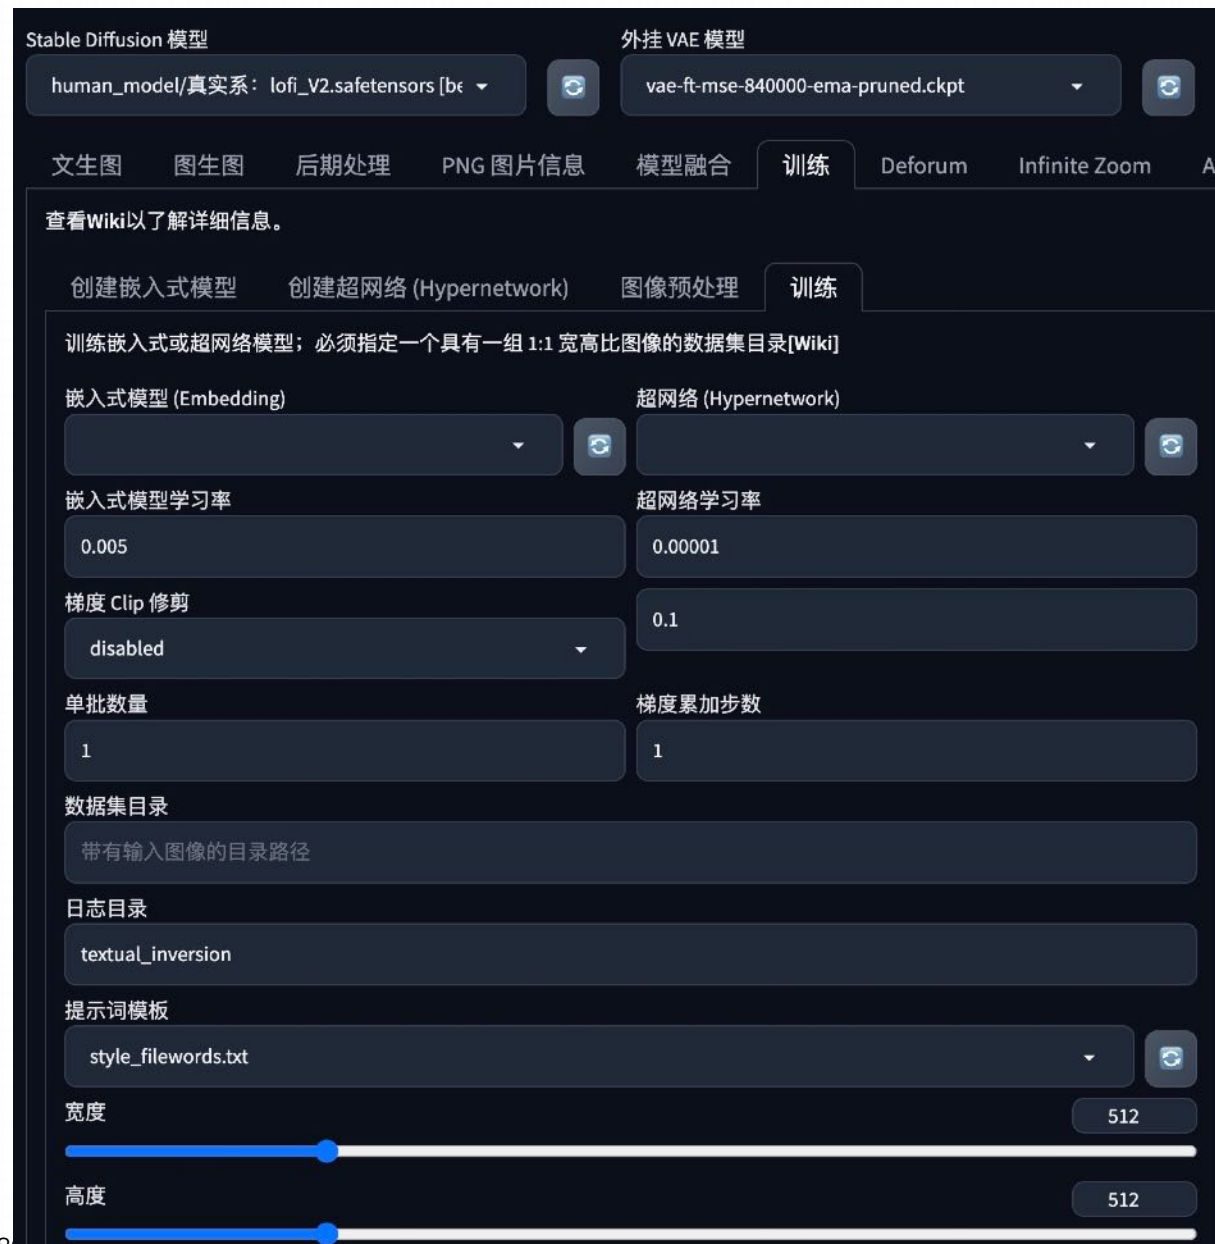 Stable Diffusion 模型 外挂 VAE 模型
human_model/真实系：lofi_V2.safetensors [be vae-ft-mse-840000-ema-pruned.ckpt
文生图 图生图 后期处理 PNG 图片信息 模型融合 训练 Deforum Infinite Zoom A
查看Wiki以了解详细信息。
创建嵌入式模型 创建超网络 (Hypernetwork) 图像预处理 训练
训练嵌入式或超网络模型；必须指定一个具有一组 1:1 宽高比图像的数据集目录[Wiki]
嵌入式模型 (Embedding) 超网络 (Hypernetwork)
嵌入式模型学习率 超网络学习率
0.005 0.00001
梯度 Clip 修剪
disabled 0.1
单批数量 梯度累加步数
1 1
数据集目录
带有输入图像的目录路径
日志目录
textual_inversion
提示词模板
style_filewords.txt
宽度 512
高度 512